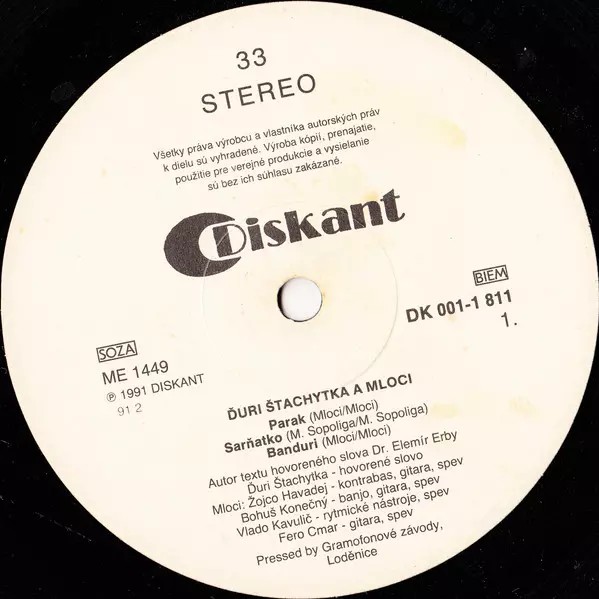 33
STEREO
Všetky práva výrobcu a vlastníka autorských práv
k dielu sú vyhradené. Výroba kópií, prenajatie,
použitie pre verejné produkcie a vysielanie
sú bez ich súhlasu zakázané.
Diskant
BIEM
DK 001-1 811
1.
SOZA
ME 1449
℗ 1991 DISKANT
91 2
ĎURI ŠTACHYTKA A MLOCI
Parak (Mloci/Mloci)
Sarňatko (M. Sopoliga/M. Sopoliga)
Banduri (Mloci/Mloci)
Autor textu hovoreného slova Dr. Elemír Erby
Ďuri Štachytka - hovorené slovo
Mloci: Žojco Havadej - kontrabas, gitara, spev
Bohuš Konečný - banjo, gitara, spev
Vlado Kavulič - rytmické nástroje, spev
Fero Cmar - gitara, spev
Pressed by Gramofonové závody,
Loděnice